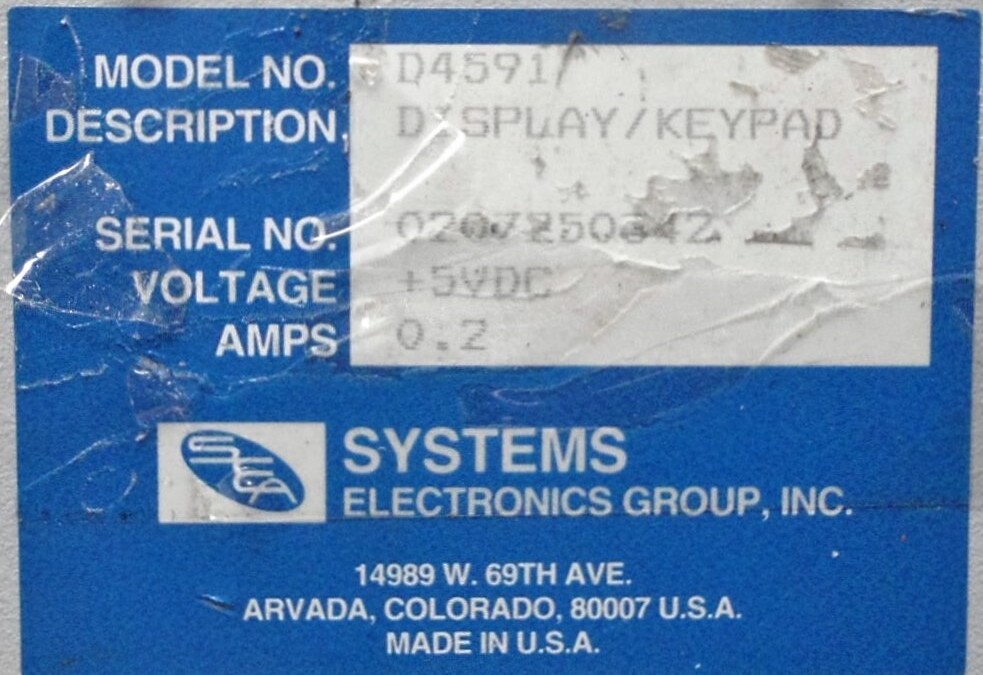 MODEL NO. D4591
DESCRIPTION DISPLAY/KEYPAD
SERIAL NO.
VOLTAGE +5VDC
AMPS 0.2
SYSTEMS
ELECTRONICS GROUP, INC.
14989 W. 69TH AVE.
ARVADA, COLORADO, 80007 U.S.A.
MADE IN U.S.A.